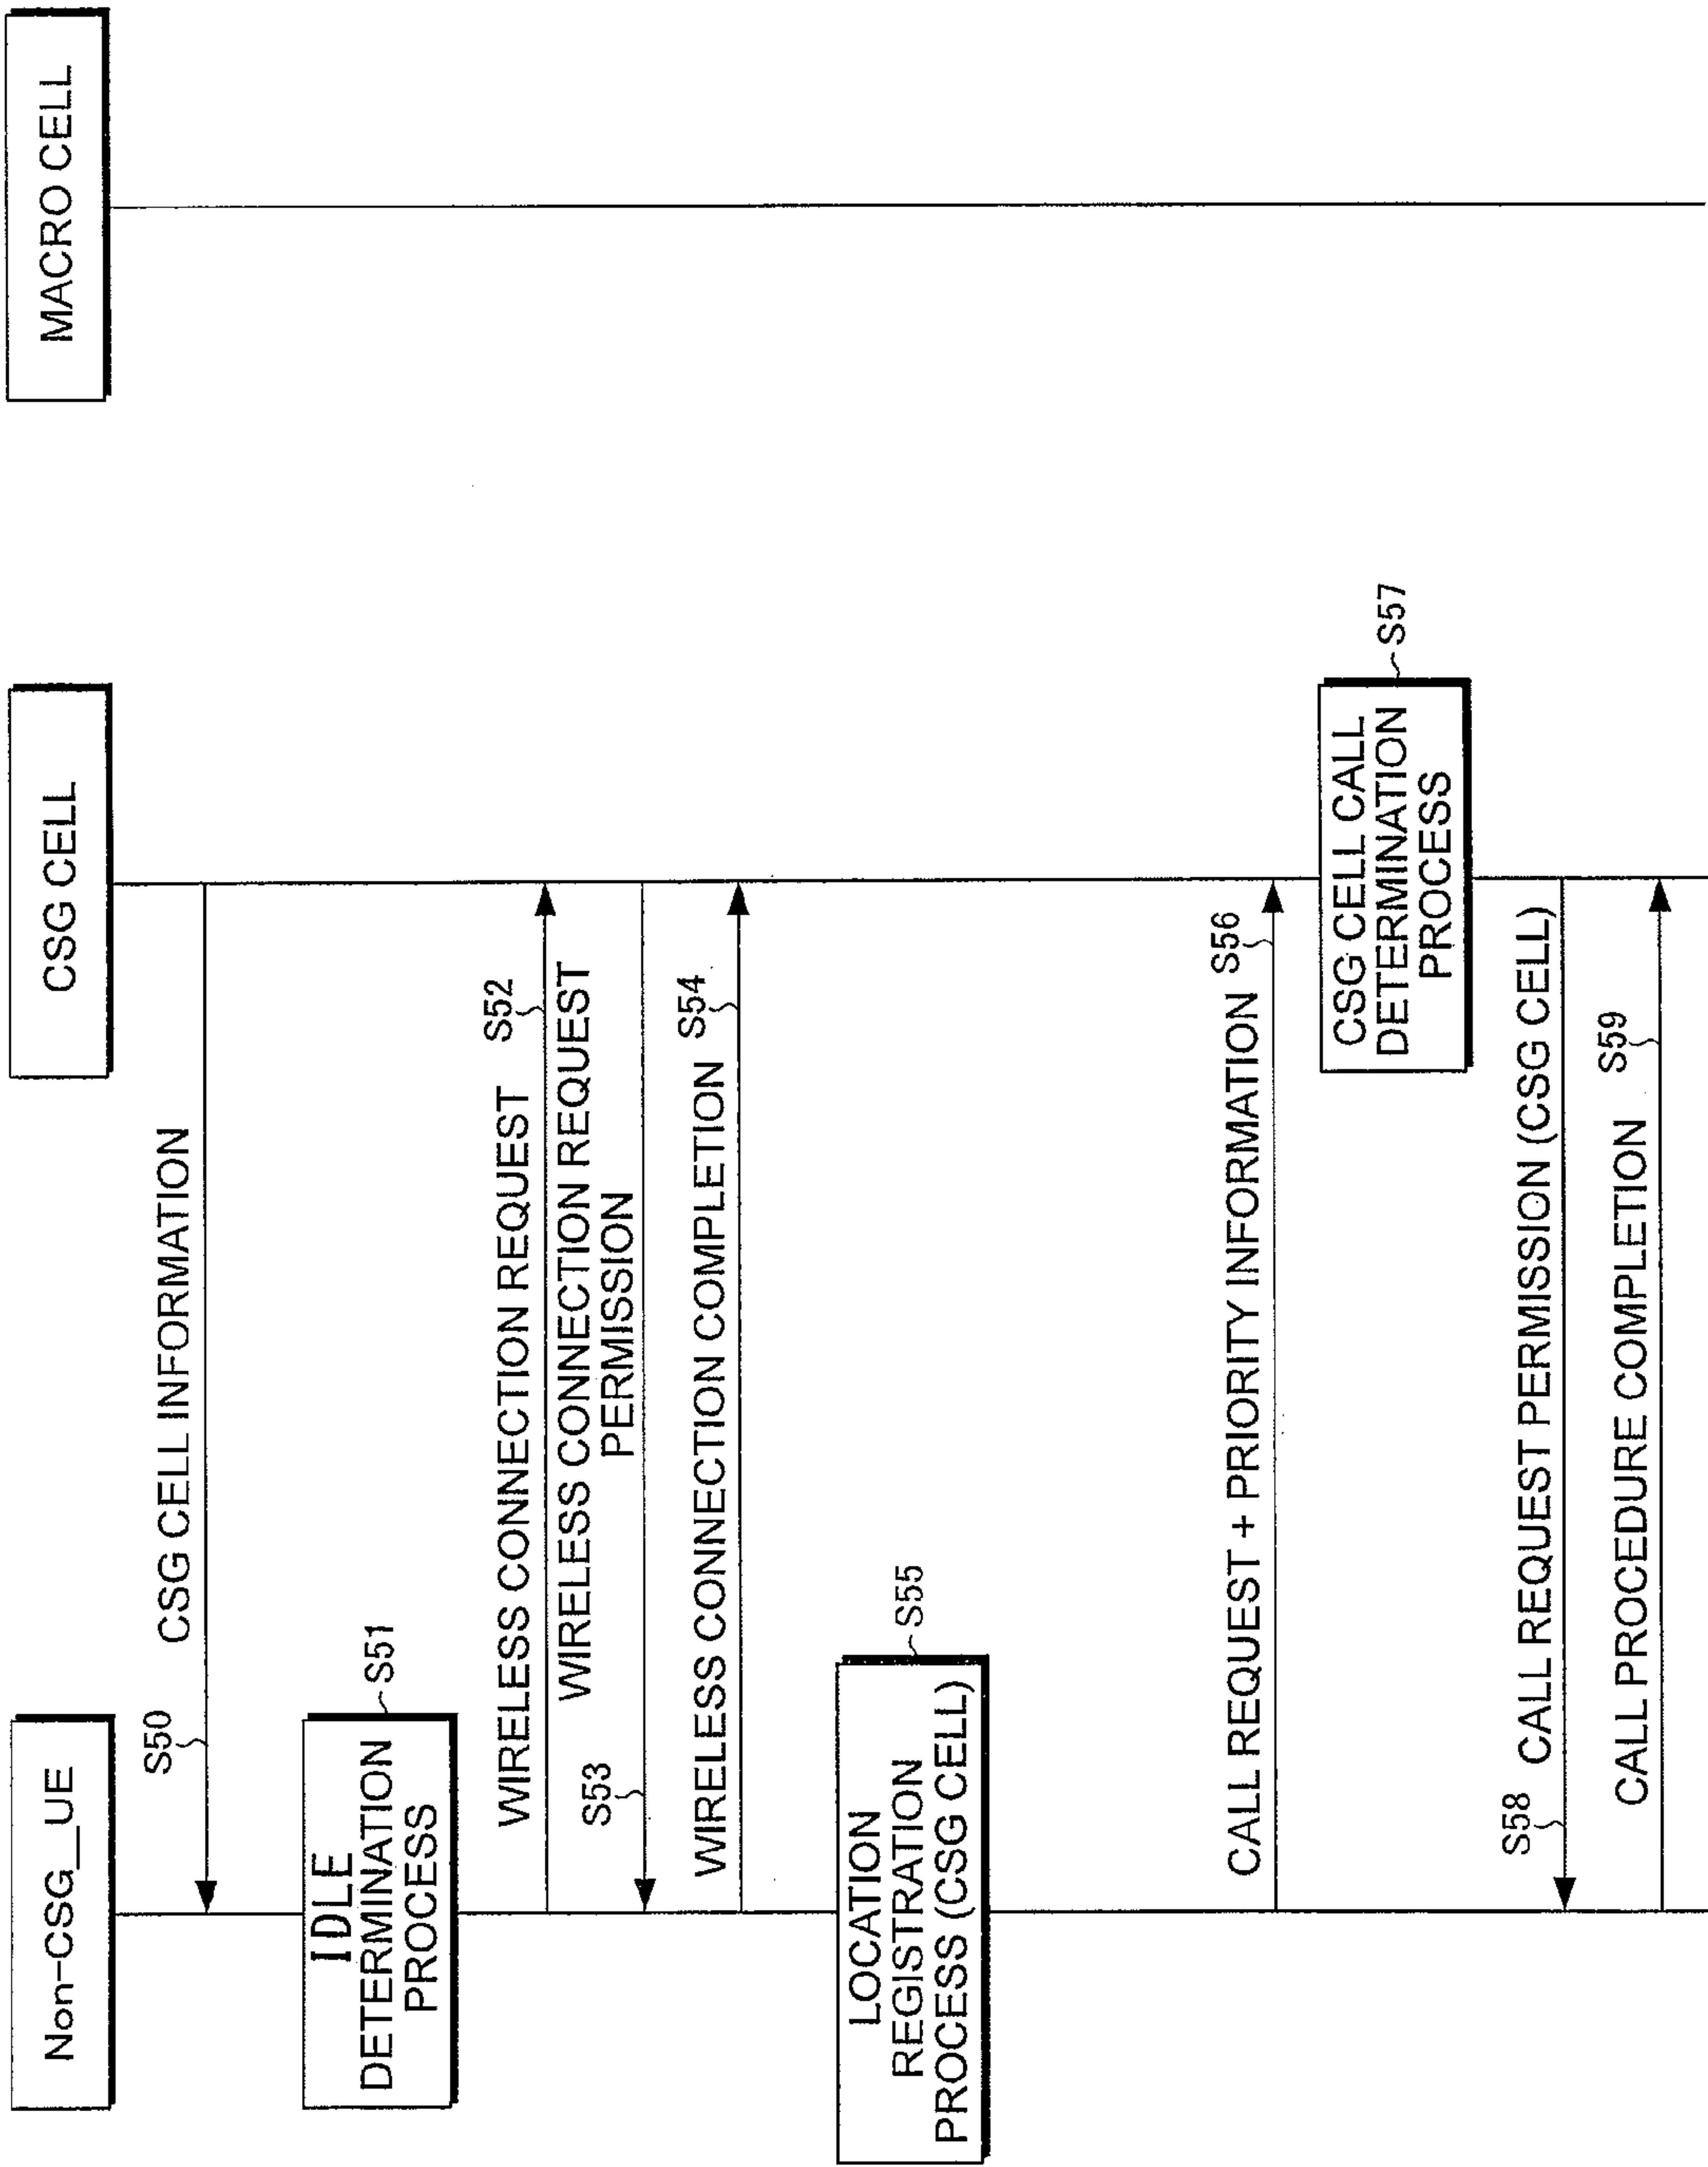 Non-CSG_UE
CSG CELL
MACRO CELL
S50
CSG CELL INFORMATION
IDLE
DETERMINATION
PROCESS
S51
WIRELESS CONNECTION REQUEST
S52
WIRELESS CONNECTION REQUEST
PERMISSION
S53
WIRELESS CONNECTION COMPLETION
S54
LOCATION
REGISTRATION
PROCESS (CSG CELL)
S55
CALL REQUEST + PRIORITY INFORMATION
S56
CSG CELL CALL
DETERMINATION
PROCESS
S57
S58
CALL REQUEST PERMISSION (CSG CELL)
CALL PROCEDURE COMPLETION
S59